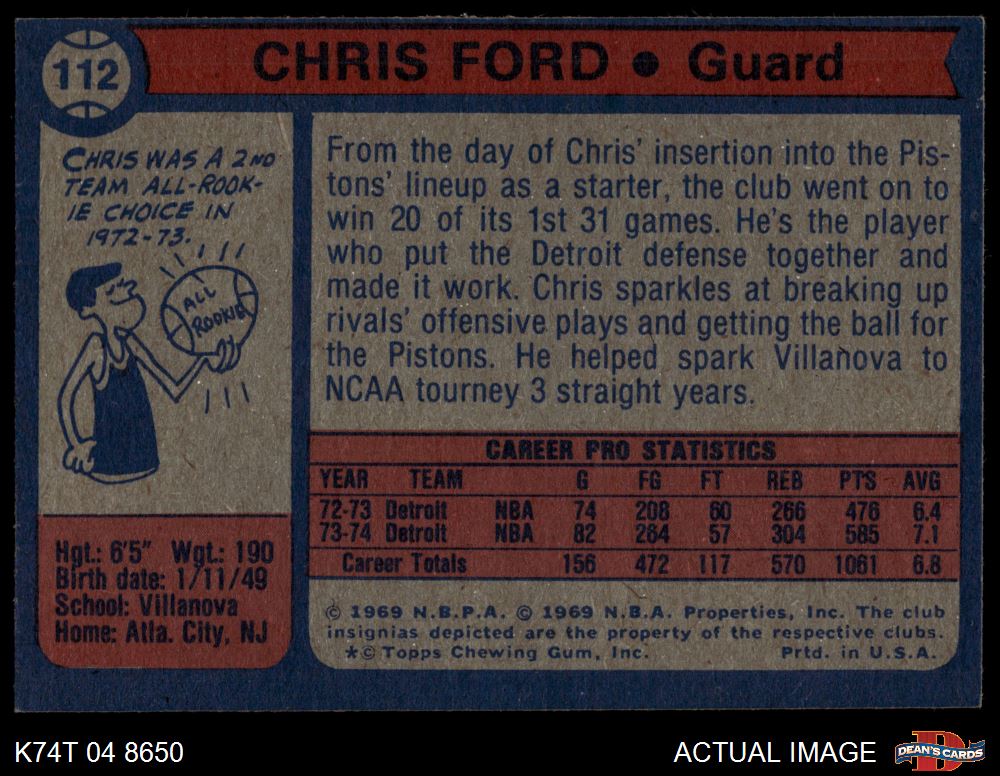 112
CHRIS FORD ● Guard
CHRIS WAS A 2ND
TEAM ALL-ROOK-
IE CHOICE IN
1972-73.
ALL
ROOKIE
Hgt.: 6'5" Wgt.: 190
Birth date: 1/11/49
School: Villanova
Home: Atla. City, NJ
From the day of Chris' insertion into the Pis-
tons' lineup as a starter, the club went on to
win 20 of its 1st 31 games. He's the player
who put the Detroit defense together and
made it work. Chris sparkles at breaking up
rivals' offensive plays and getting the ball for
the Pistons. He helped spark Villanova to
NCAA tourney 3 straight years.
CAREER PRO STATISTICS
YEAR TEAM G FG FT REB PTS AVG
72-73 Detroit NBA 74 208 60 266 476 6.4
73-74 Detroit NBA 82 264 57 304 585 7.1
Career Totals 156 472 117 570 1061 6.8
© 1969 N.B.P.A. © 1969 N.B.A. Properties, Inc. The club
insignias depicted are the property of the respective clubs.
*© Topps Chewing Gum, Inc. Prtd. in U.S.A.
K74T 04 8650
ACTUAL IMAGE
D
DEAN'S CARDS